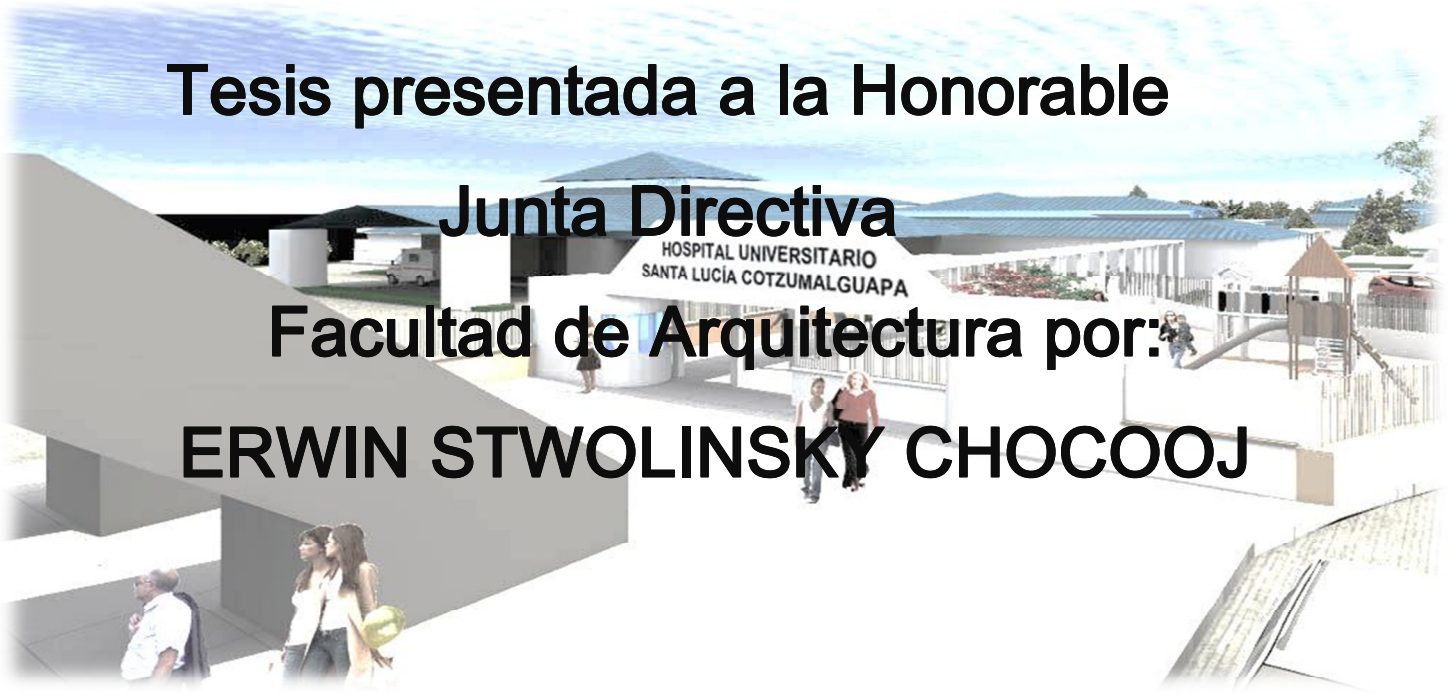 Tesis presentada a la Honorable
Junta Directiva
HOSPITAL UNIVERSITARIO
SANTA LUCÍA COTZUMALGUAPA
Facultad de Arquitectura por:
ERWIN STWOLINSKY CHOCOOJ